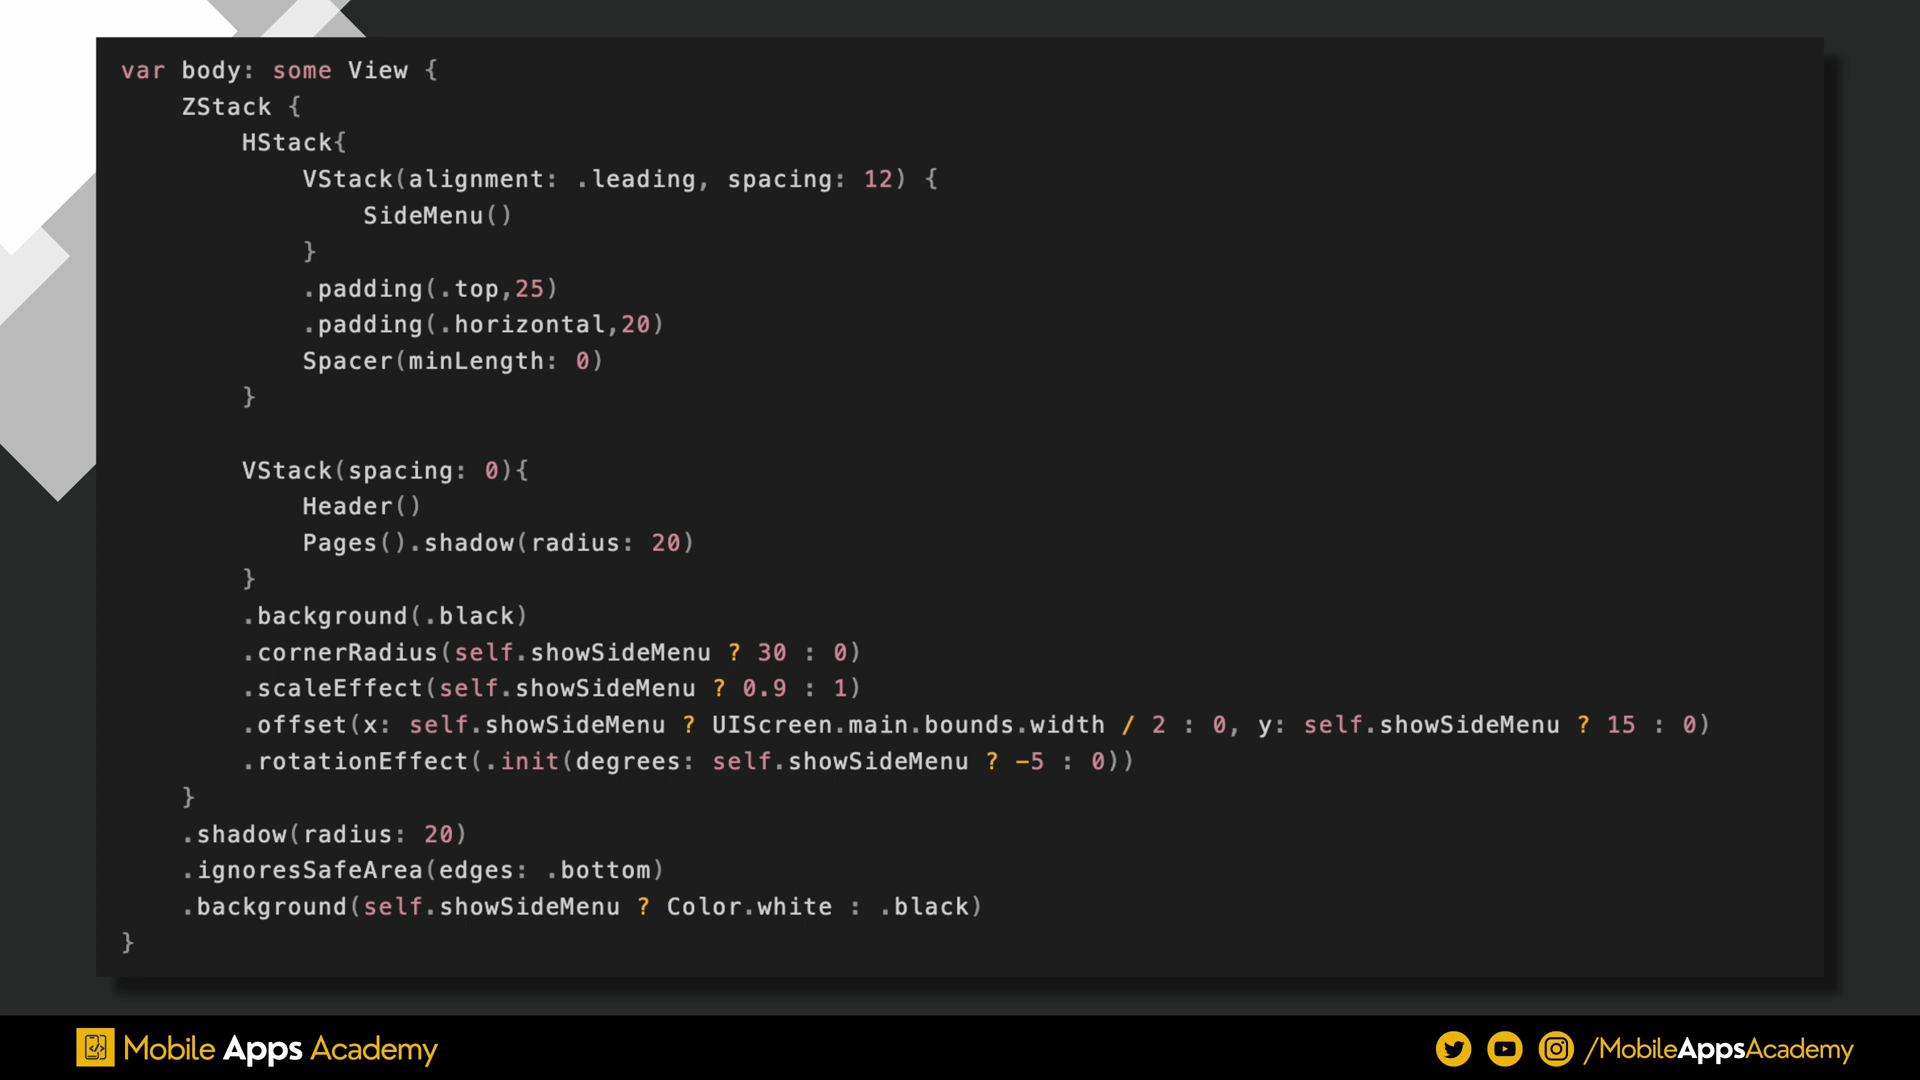 var body: some View {
    ZStack {
        HStack{
            VStack(alignment: .leading, spacing: 12) {
                SideMenu()
            }
            .padding(.top,25)
            .padding(.horizontal,20)
            Spacer(minLength: 0)
        }

        VStack(spacing: 0){
            Header()
            Pages().shadow(radius: 20)
        }
        .background(.black)
        .cornerRadius(self.showSideMenu ? 30 : 0)
        .scaleEffect(self.showSideMenu ? 0.9 : 1)
        .offset(x: self.showSideMenu ? UIScreen.main.bounds.width / 2 : 0, y: self.showSideMenu ? 15 : 0)
        .rotationEffect(.init(degrees: self.showSideMenu ? -5 : 0))
    }
    .shadow(radius: 20)
    .ignoresSafeArea(edges: .bottom)
    .background(self.showSideMenu ? Color.white : .black)
}
Mobile Apps Academy
/MobileAppsAcademy